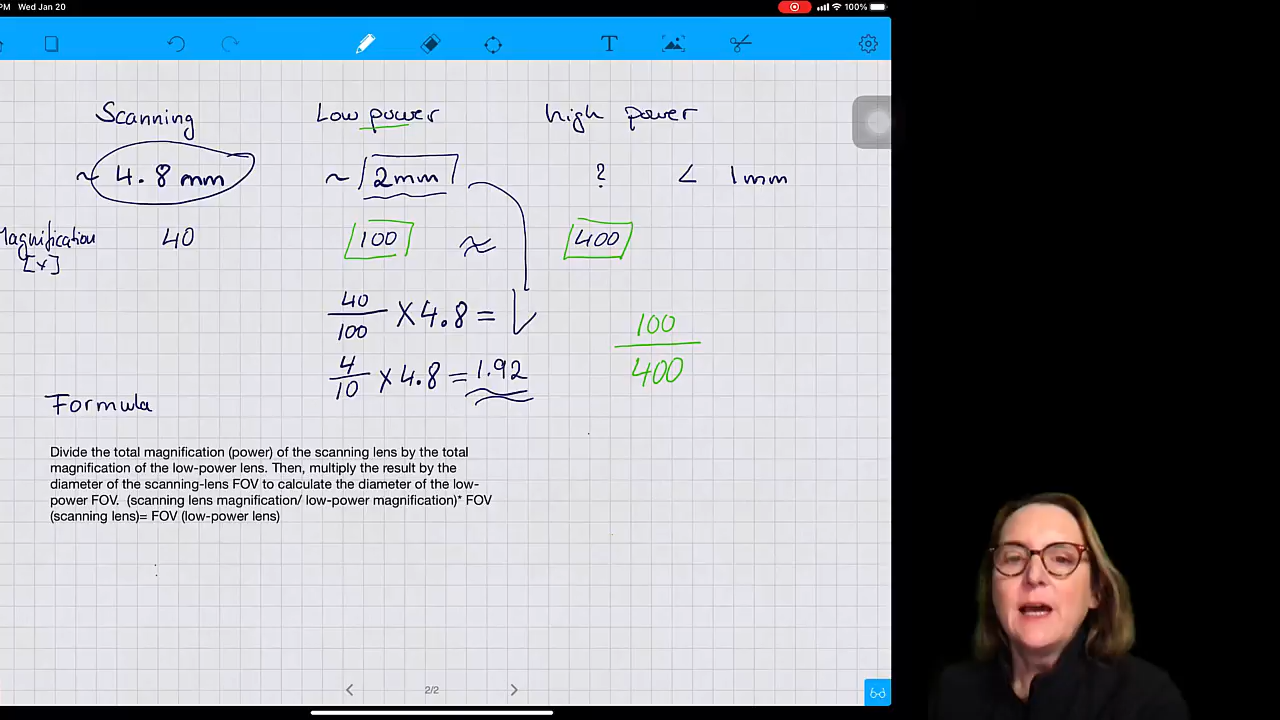 PM Wed Jan 20
100%
T
Scanning Low power high power
~ 4.8 mm ~ 2mm ? < 1mm
Magnification 40 100 ≈ 400
[x]
40/100 × 4.8 =
100/400
4/10 × 4.8 = 1.92
Formula
Divide the total magnification (power) of the scanning lens by the total
magnification of the low-power lens. Then, multiply the result by the
diameter of the scanning-lens FOV to calculate the diameter of the low-
power FOV. (scanning lens magnification/ low-power magnification)* FOV
(scanning lens)= FOV (low-power lens)
2/2